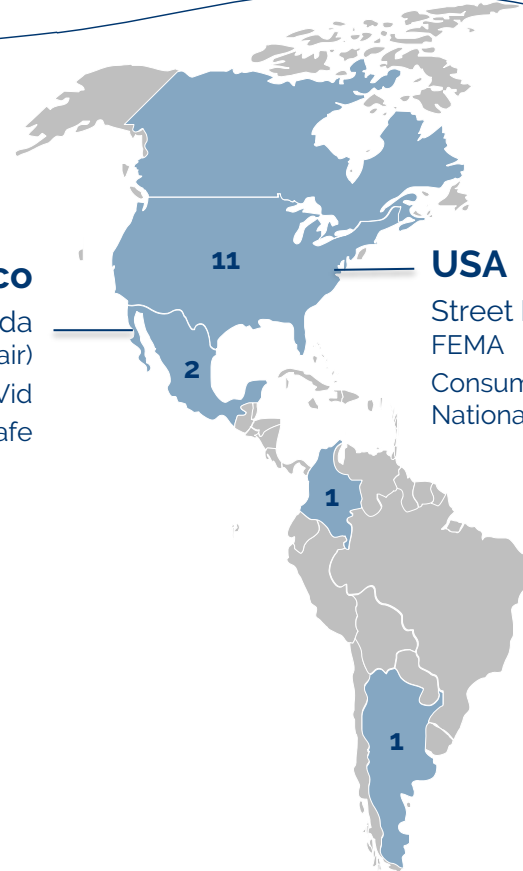 11
co
da
air)
Vid
afe
2
USA
Street
FEMA
Consum
Nationa
1
1